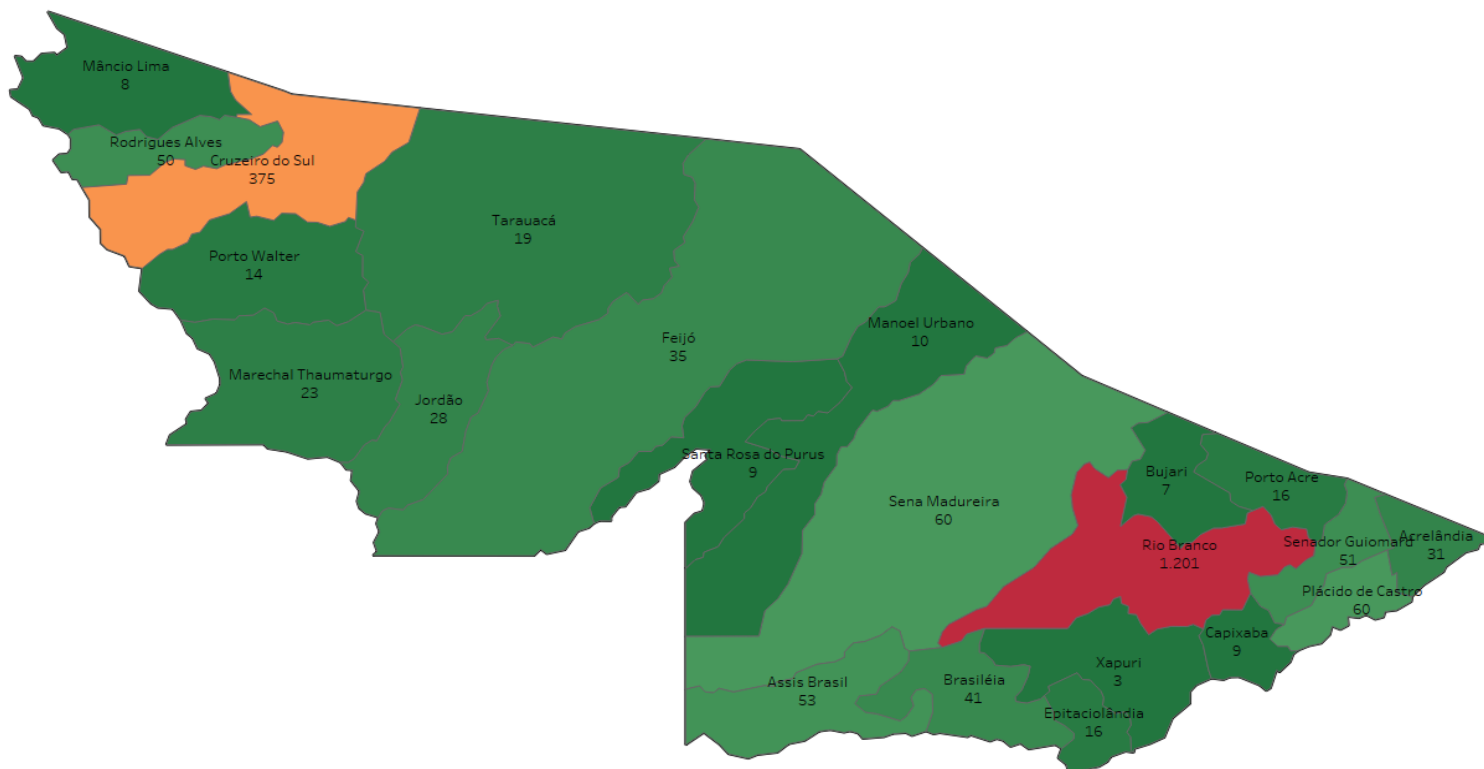 Mâncio Lima
8
Rodrigues Alves
50
Cruzeiro do Sul
375
Tarauacá
19
Porto Walter
14
Manoel Urbano
10
Feijó
35
Marechal Thaumaturgo
23
Jordão
28
Santa Rosa do Purus
9
Sena Madureira
60
Bujari
7
Porto Acre
16
Rio Branco
1.201
Senador Guiomard
51
Acrelândia
31
Plácido de Castro
60
Capixaba
9
Xapuri
3
Assis Brasil
53
Brasiléia
41
Epitaciolândia
16